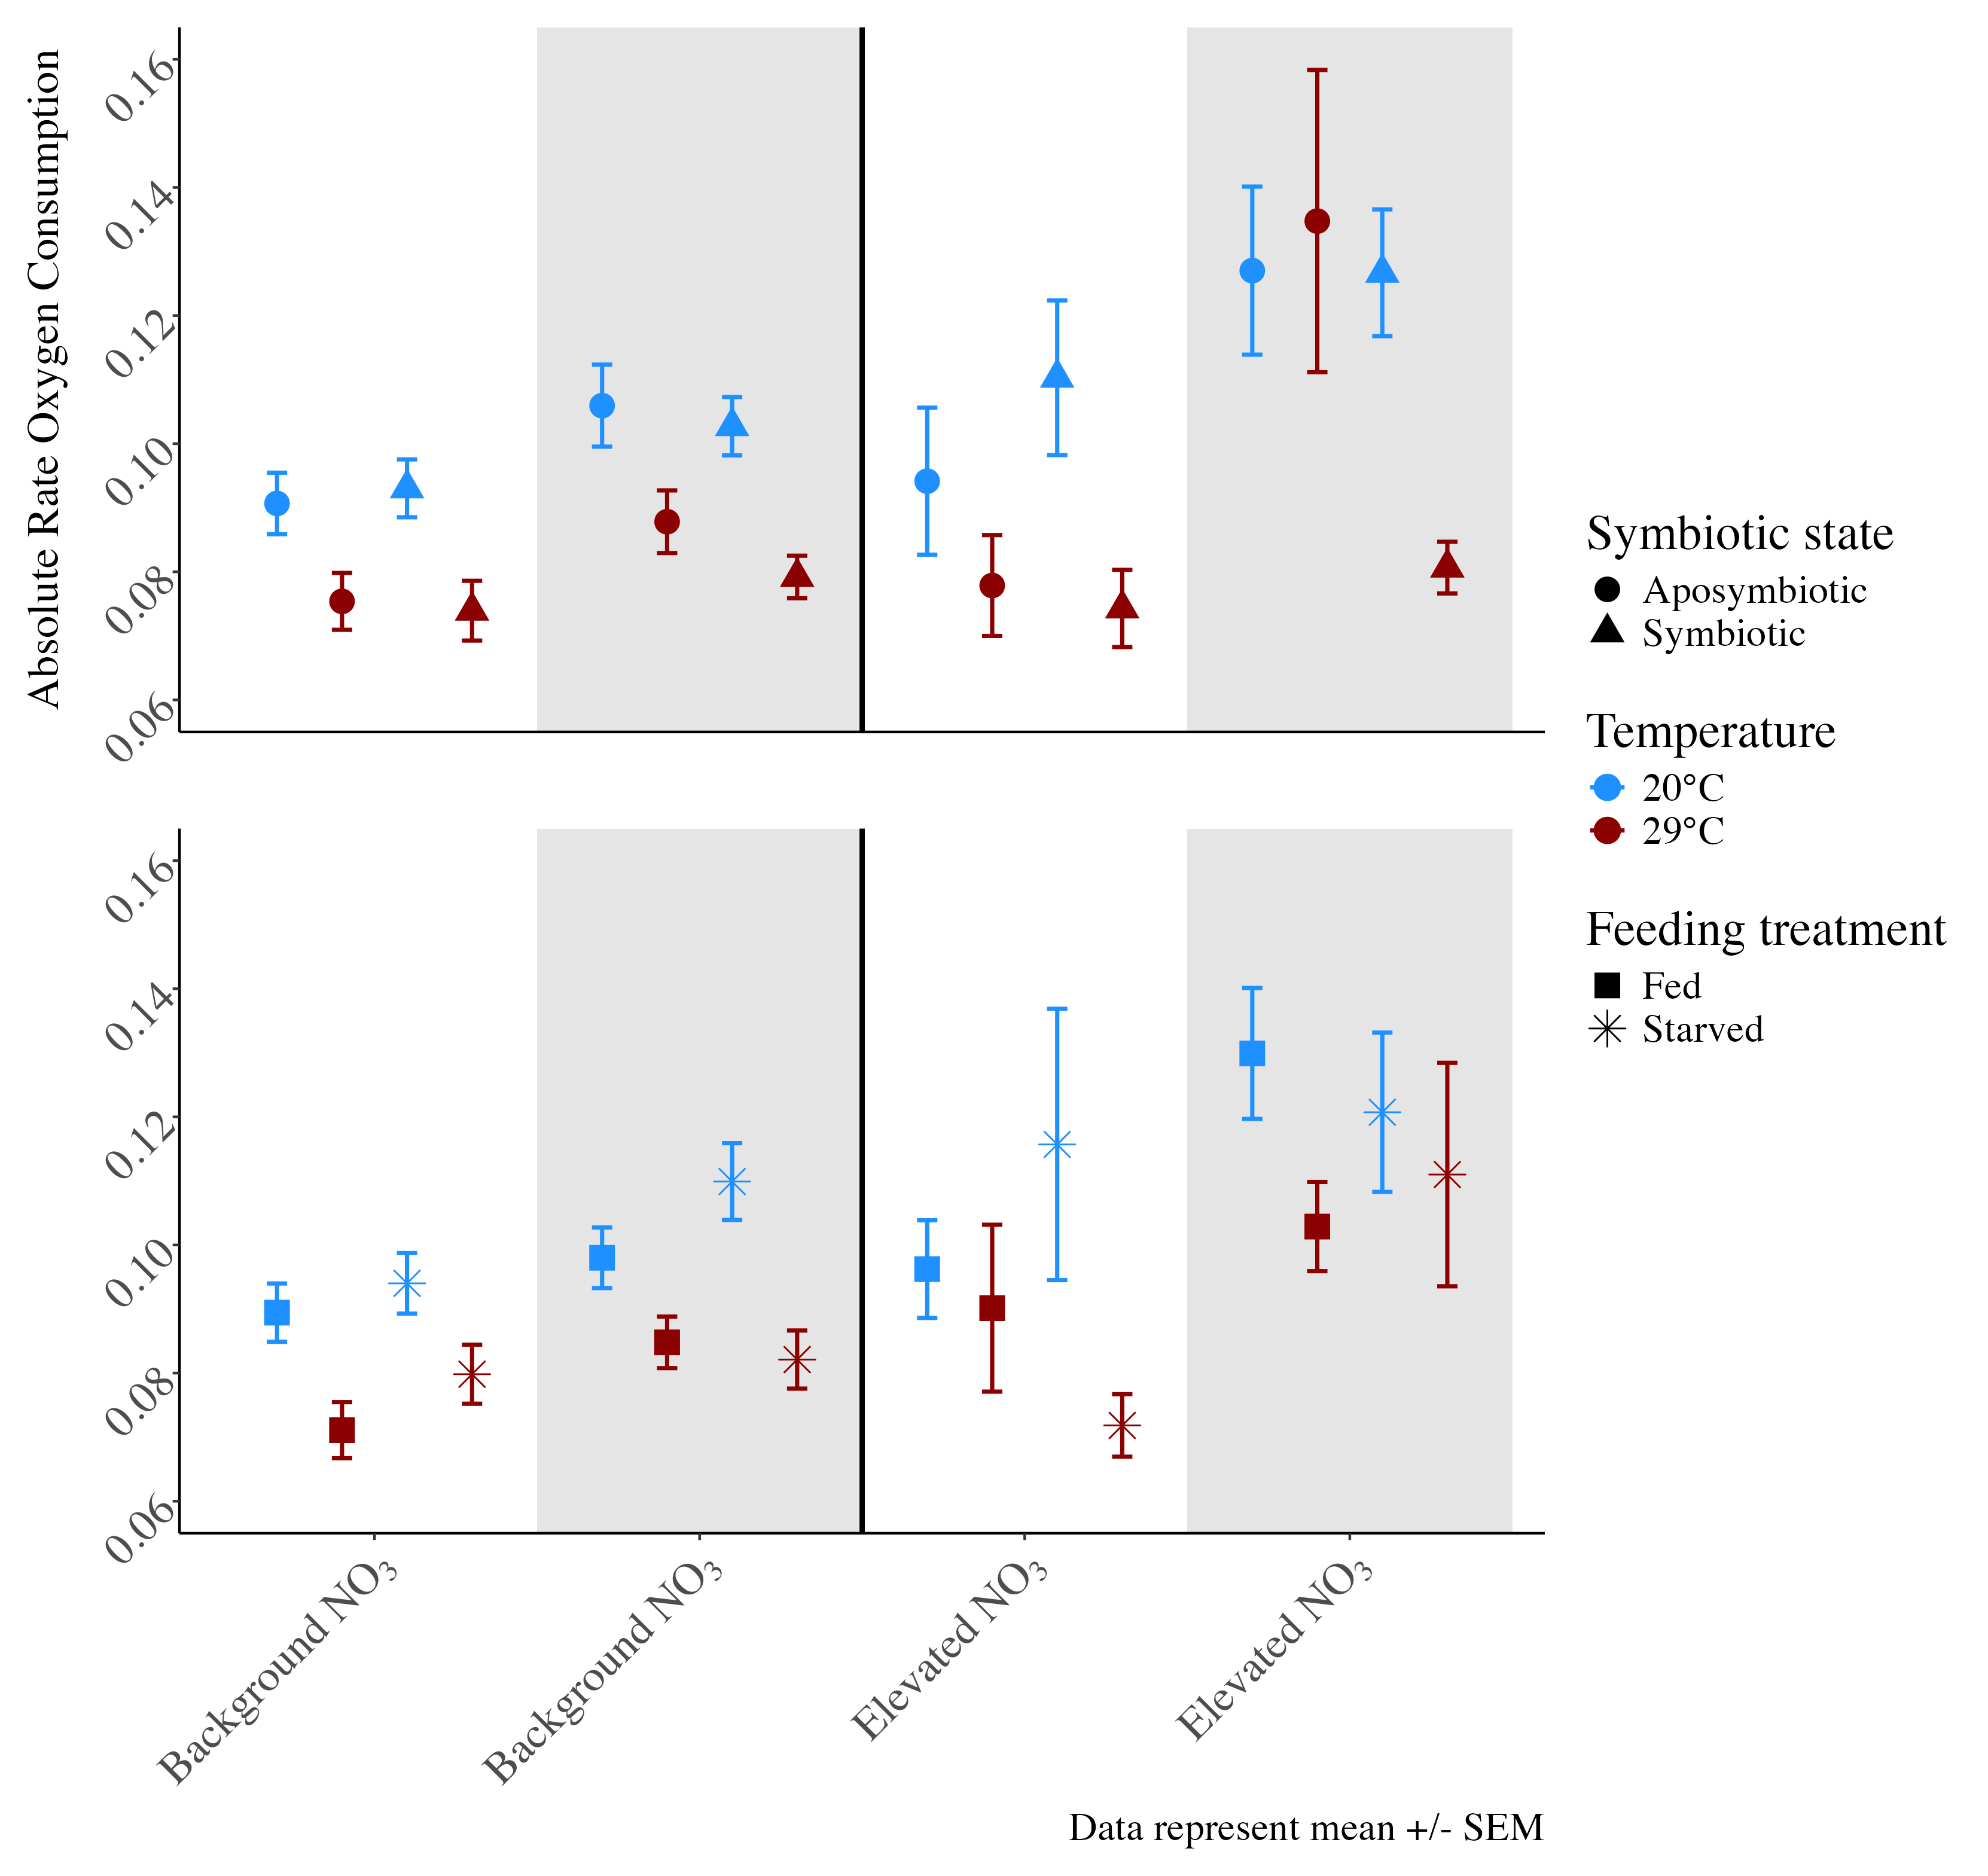 Absolute Rate Oxygen Consumption
0.16
0.14
0.12
0.10
0.08
0.06
Symbiotic state
Aposymbiotic
Symbiotic
Temperature
20°C
29°C
Feeding treatment
Fed
Starved
0.16
0.14
0.12
0.10
0.08
0.06
Background NO₃
Background NO₃
Elevated NO₃
Elevated NO₃
Data represent mean +/- SEM